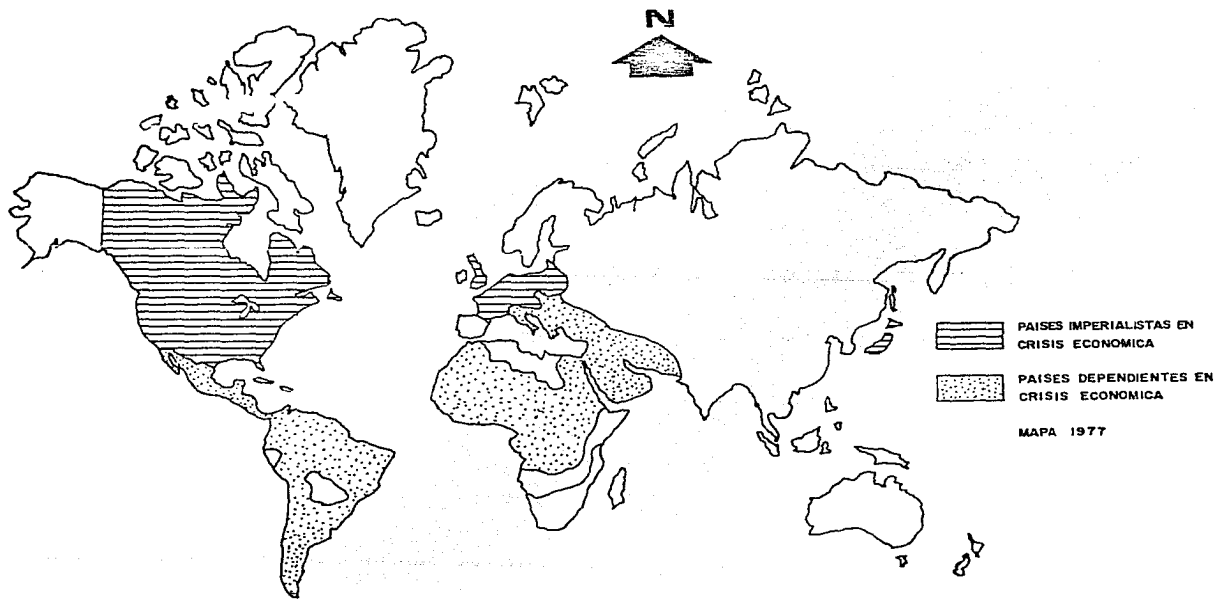 N
PAISES IMPERIALISTAS EN
CRISIS ECONOMICA
PAISES DEPENDIENTES EN
CRISIS ECONOMICA
MAPA 1977